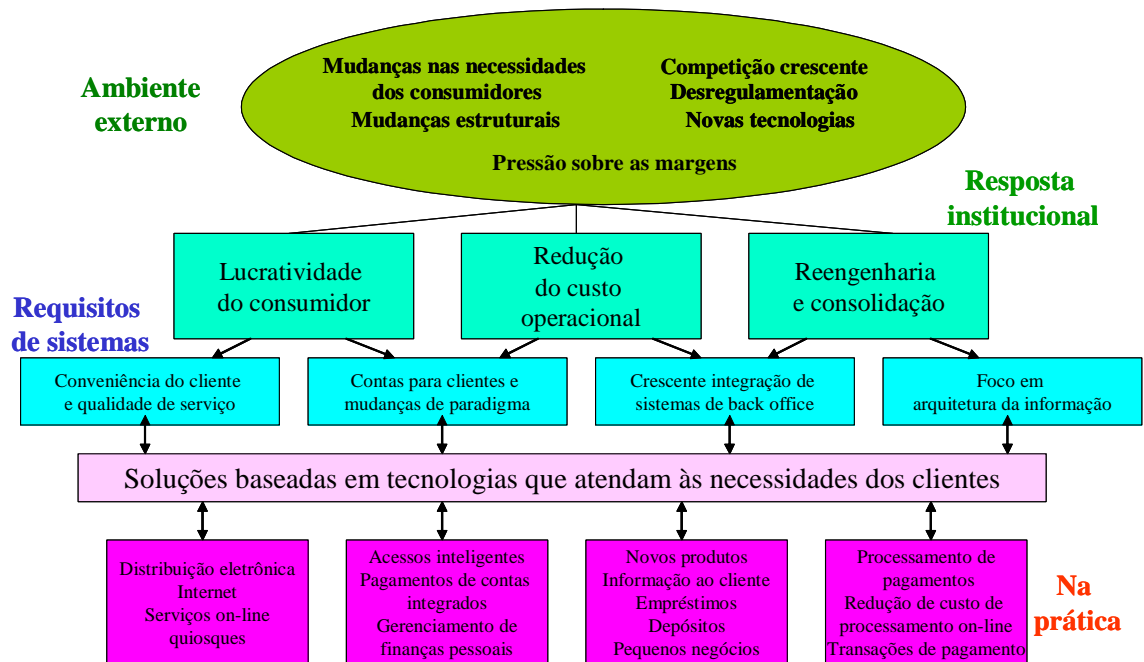 Ambiente
externo
Mudanças nas necessidades
dos consumidores
Mudanças estruturais
Competição crescente
Desregulamentação
Novas tecnologias
Pressão sobre as margens
Resposta
institucional
Lucratividade
do consumidor
Redução
do custo
operacional
Reengenharia
e consolidação
Requisitos
de sistemas
Conveniência do cliente
e qualidade de serviço
Contas para clientes e
mudanças de paradigma
Crescente integração de
sistemas de back office
Foco em
arquitetura da informação
Soluções baseadas em tecnologias que atendam às necessidades dos clientes
Distribuição eletrônica
Internet
Serviços on-line
quiosques
Acessos inteligentes
Pagamentos de contas
integrados
Gerenciamento de
finanças pessoais
Novos produtos
Informação ao cliente
Empréstimos
Depósitos
Pequenos negócios
Processamento de
pagamentos
Redução de custo de
processamento on-line
Transações de pagamento
Na
prática